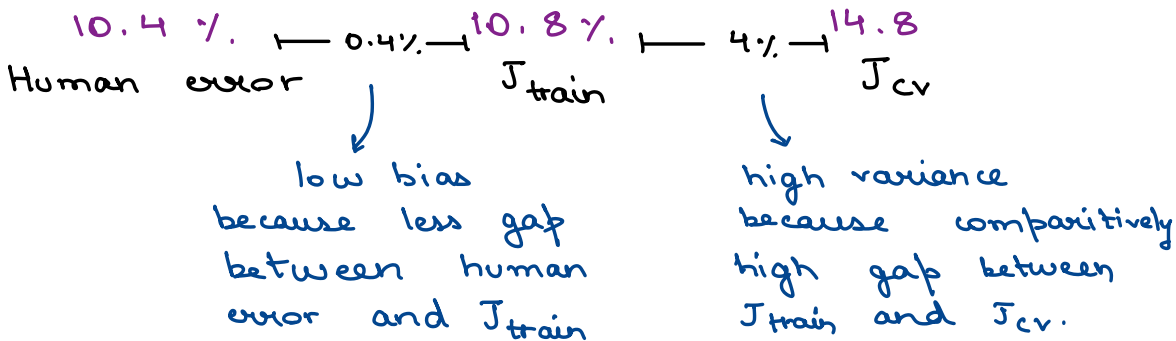 10.4 % 0.4% 10.8 % 4% 14.8
Human error J train J cv
low bias
because less gap
between human
error and J train
high variance
because comparitively
high gap between
J train and J cv.